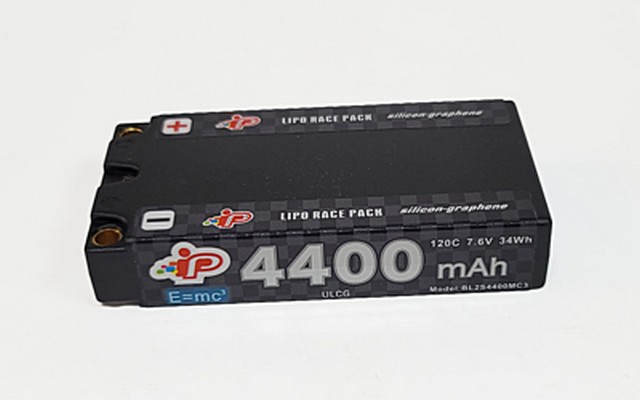 + iP LIPO RACE PACK silicon-graphene
iP LIPO RACE PACK silicon-graphene
iP 4400 mAh
120C 7.6V 34Wh
E=mc³
ULCG
Model:BL2S4400MC3